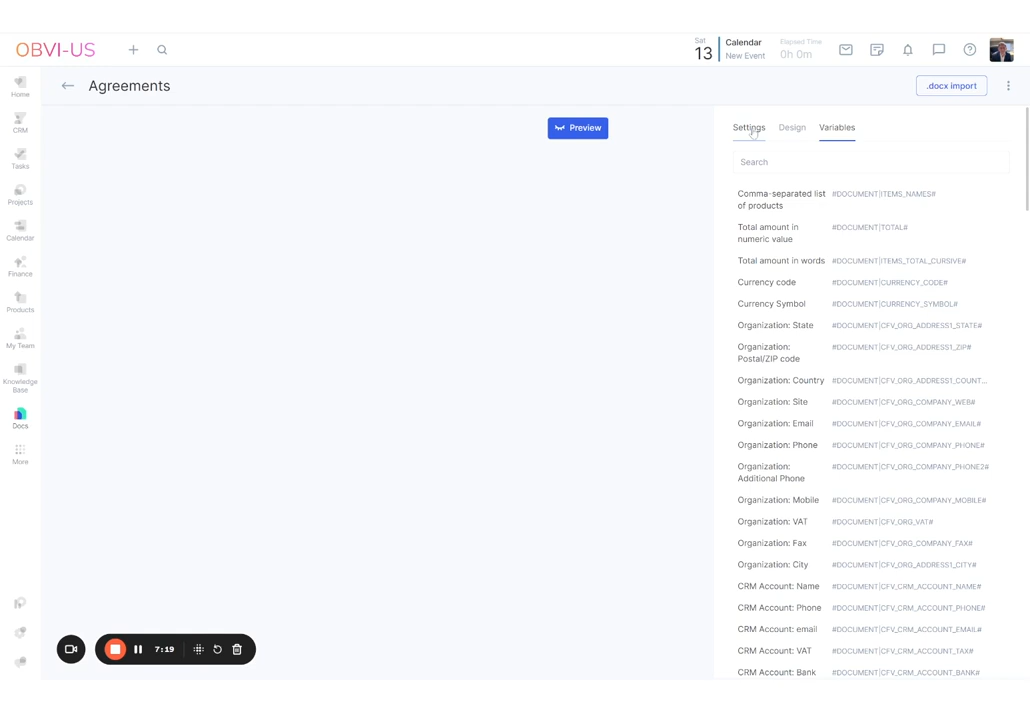 OBVI-US
Sat
13
Calendar
New Event
Elapsed Time
0h 0m
Home
CRM
Tasks
Projects
Calendar
Finance
Products
My Team
Knowledge
Base
Docs
More
Agreements
.docx import
Preview
Settings
Design
Variables
Search
Comma-separated list
of products
#DOCUMENT|ITEMS_NAMES#
Total amount in
numeric value
#DOCUMENT|TOTAL#
Total amount in words #DOCUMENT|ITEMS_TOTAL_CURSIVE#
Currency code #DOCUMENT|CURRENCY_CODE#
Currency Symbol #DOCUMENT|CURRENCY_SYMBOL#
Organization: State #DOCUMENT|CFV_ORG_ADDRESS1_STATE#
Organization:
Postal/ZIP code
#DOCUMENT|CFV_ORG_ADDRESS1_ZIP#
Organization: Country #DOCUMENT|CFV_ORG_ADDRESS1_COUNT...
Organization: Site #DOCUMENT|CFV_ORG_COMPANY_WEB#
Organization: Email #DOCUMENT|CFV_ORG_COMPANY_EMAIL#
Organization: Phone #DOCUMENT|CFV_ORG_COMPANY_PHONE#
Organization:
Additional Phone
#DOCUMENT|CFV_ORG_COMPANY_PHONE2#
Organization: Mobile #DOCUMENT|CFV_ORG_COMPANY_MOBILE#
Organization: VAT #DOCUMENT|CFV_ORG_VAT#
Organization: Fax #DOCUMENT|CFV_ORG_COMPANY_FAX#
Organization: City #DOCUMENT|CFV_ORG_ADDRESS1_CITY#
CRM Account: Name #DOCUMENT|CFV_CRM_ACCOUNT_NAME#
CRM Account: Phone #DOCUMENT|CFV_CRM_ACCOUNT_PHONE#
CRM Account: email #DOCUMENT|CFV_CRM_ACCOUNT_EMAIL#
CRM Account: VAT #DOCUMENT|CFV_CRM_ACCOUNT_TAX#
CRM Account: Bank #DOCUMENT|CFV_CRM_ACCOUNT_BANK#
7:19